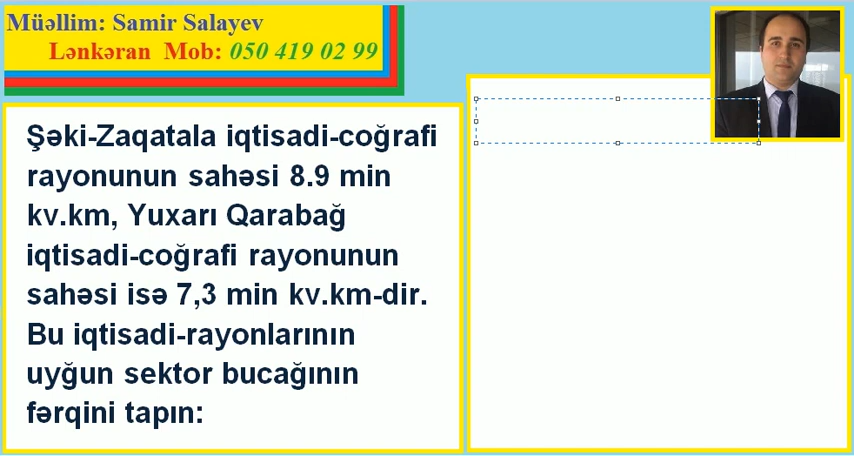 Müəllim: Samir Salayev
Lənkəran Mob: 050 419 02 99
Şəki-Zaqatala iqtisadi-coğrafi
rayonunun sahəsi 8.9 min
kv.km, Yuxarı Qarabağ
iqtisadi-coğrafi rayonunun
sahəsi isə 7,3 min kv.km-dir.
Bu iqtisadi-rayonlarının
uyğun sektor bucağının
fərqini tapın: